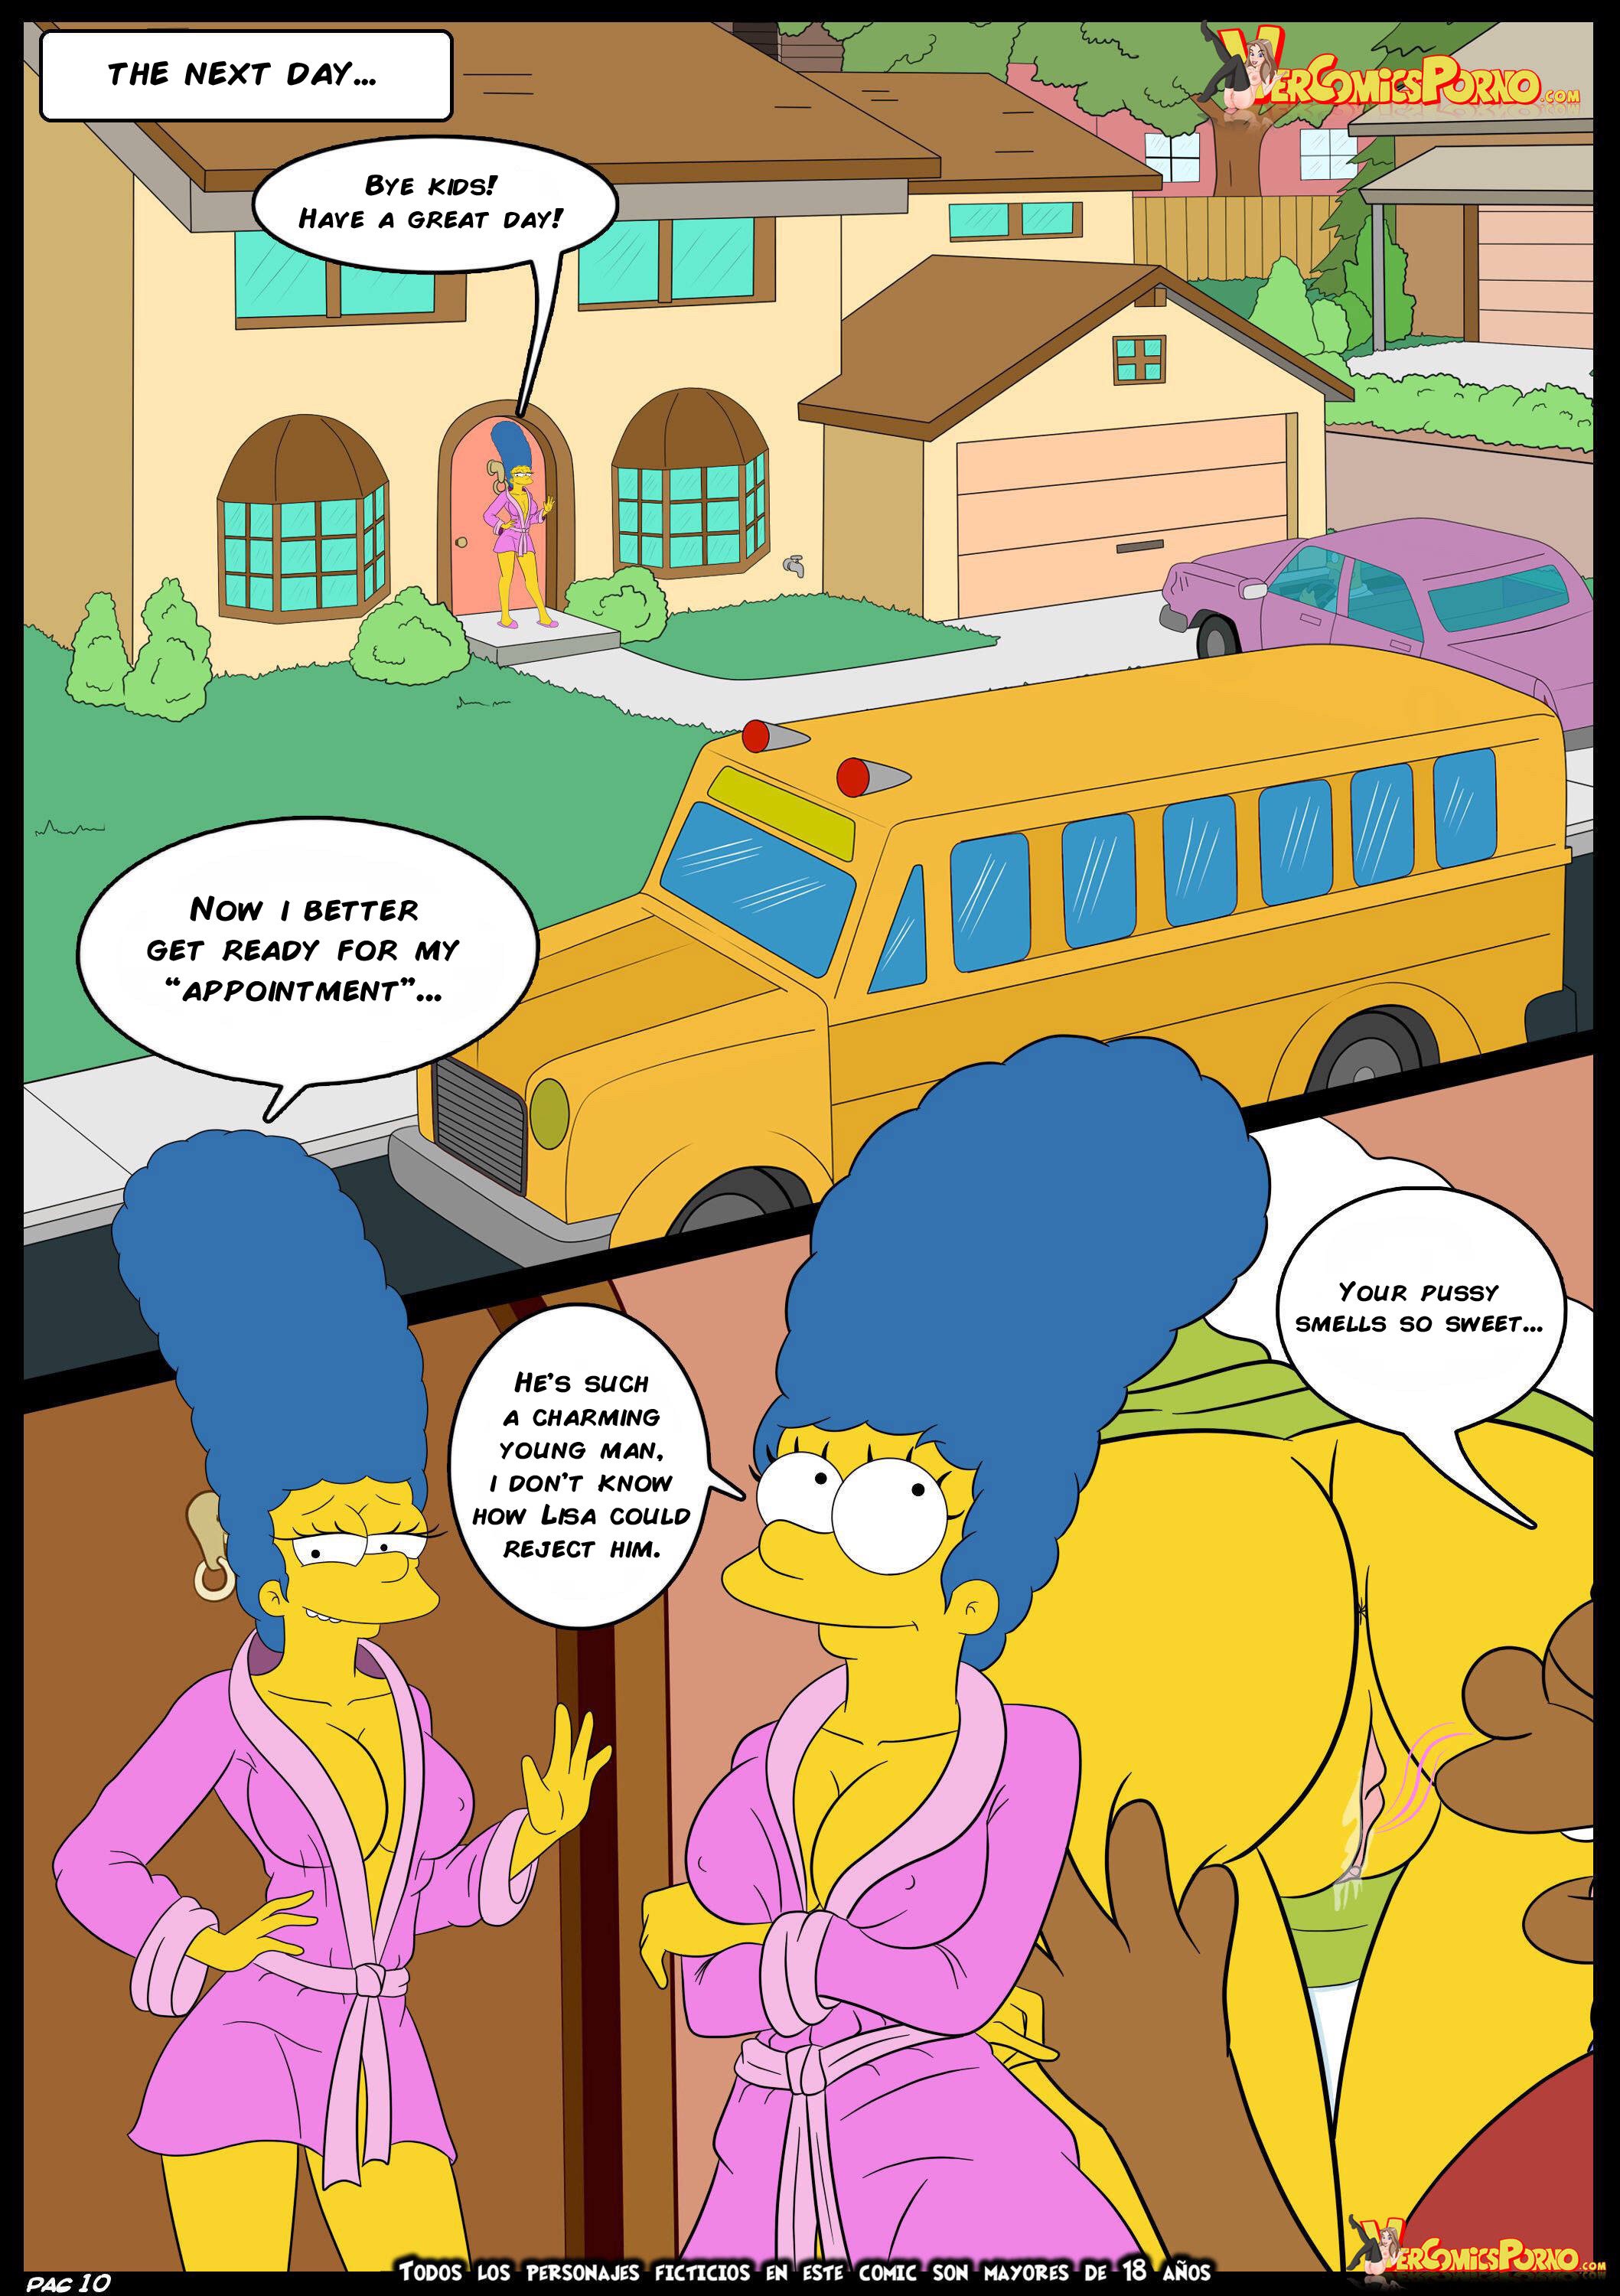 THE NEXT DAY...
VERCOMICSPORNO.COM
BYE KIDS!
HAVE A GREAT DAY!
NOW I BETTER
GET READY FOR MY
“APPOINTMENT”...
HE'S SUCH
A CHARMING
YOUNG MAN,
I DON'T KNOW
HOW LISA COULD
REJECT HIM.
YOUR PUSSY
SMELLS SO SWEET...
VERCOMICSPORNO.COM
TODOS LOS PERSONAJES FICTICIOS EN ESTE COMIC SON MAYORES DE 18 AÑOS
PAG 10